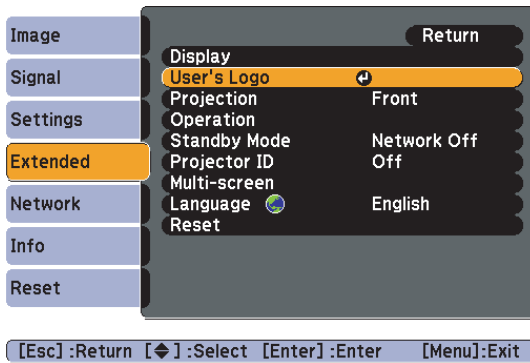 Image
Signal
Settings
Extended
Network
Info
Reset
Return
Display
User's Logo
Projection Front
Operation
Standby Mode Network Off
Projector ID Off
Multi-screen
Language English
Reset
[Esc] :Return [◆] :Select [Enter] :Enter [Menu]:Exit